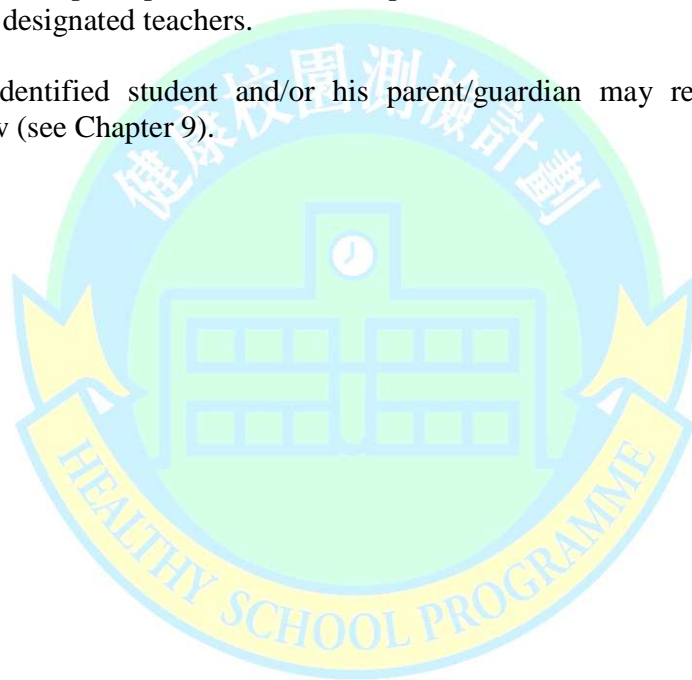 designated teachers.
dentified student and/or his parent/guardian may re
(see Chapter 9).
健康校園測檢計劃
HEALTHY SCHOOL PROGRAMME